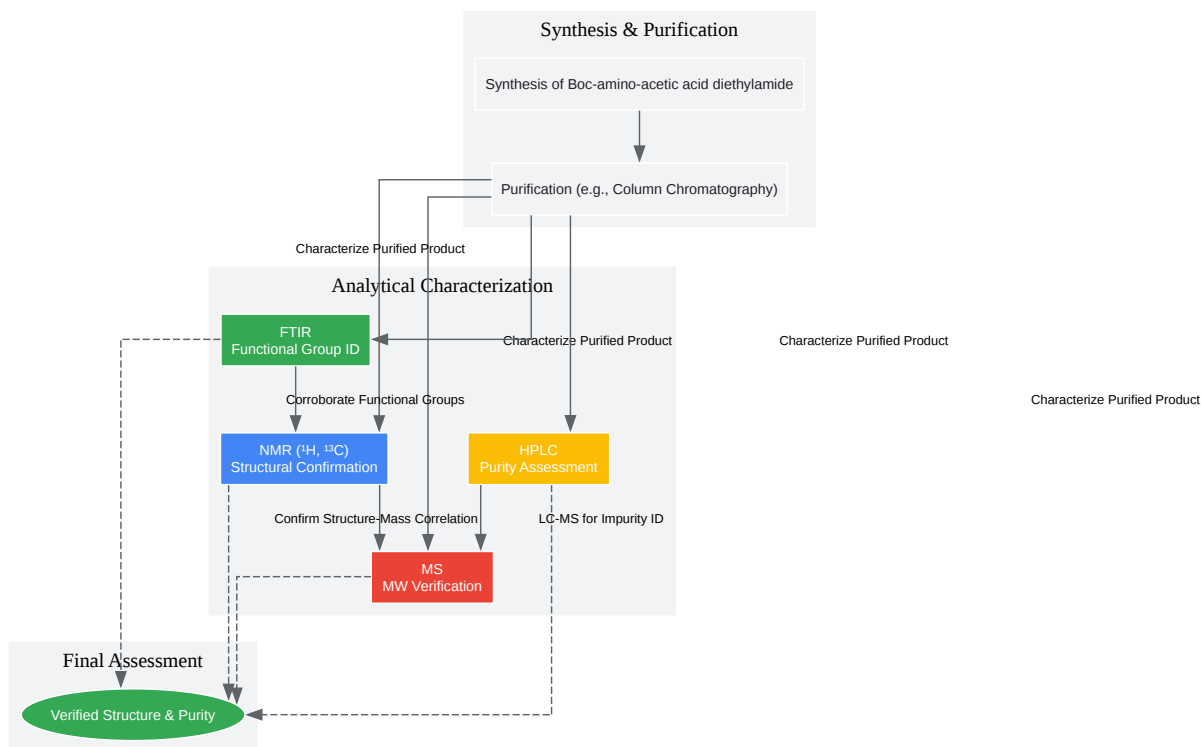 Synthesis & Purification
Synthesis of Boc-amino-acetic acid diethylamide
Purification (e.g., Column Chromatography)
Characterize Purified Product
Analytical Characterization
FTIR
Functional Group ID
Characterize Purified Product
Characterize Purified Product
Corroborate Functional Groups
Characterize Purified Product
NMR (¹H, ¹³C)
Structural Confirmation
HPLC
Purity Assessment
Confirm Structure-Mass Correlation
LC-MS for Impurity ID
MS
MW Verification
Final Assessment
Verified Structure & Purity